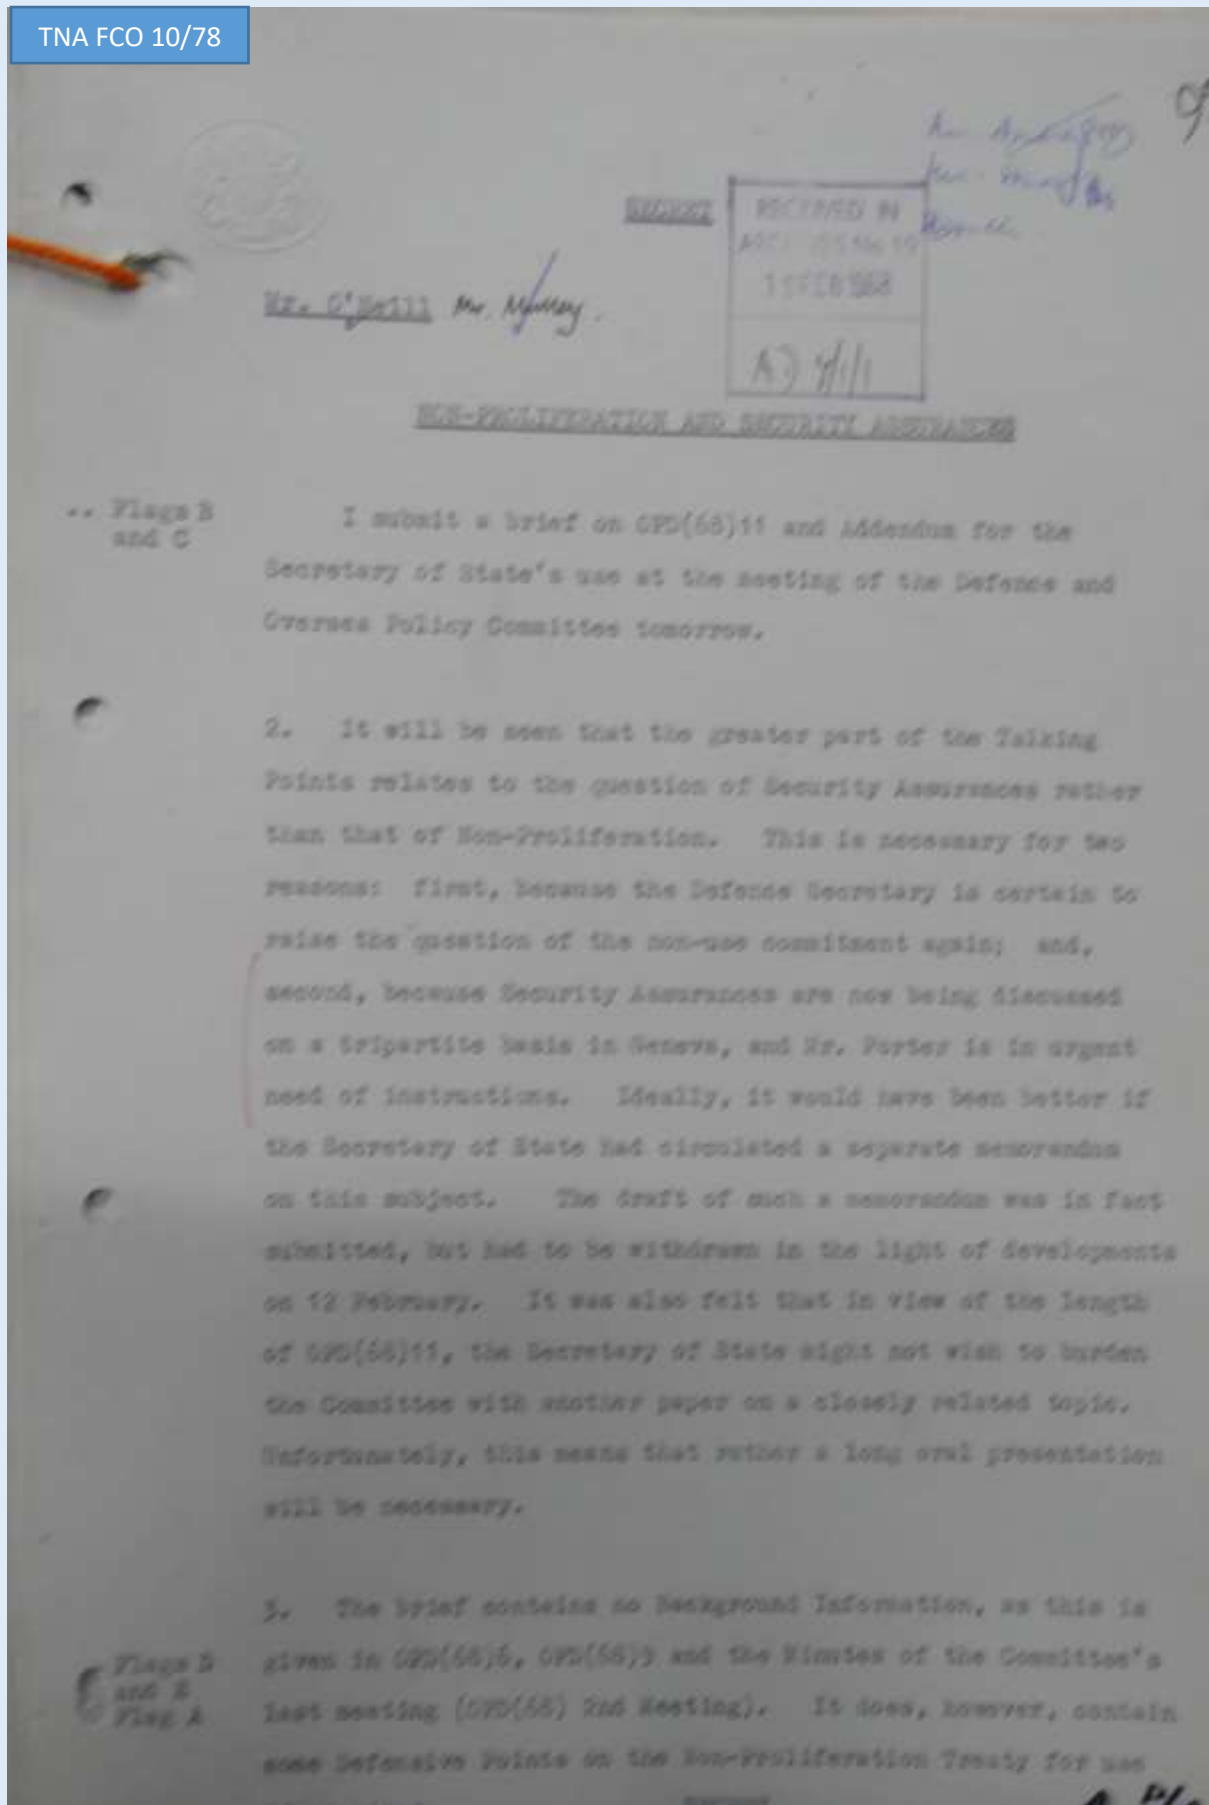 TNA FCO 10/78
SECRET
RECEIVED IN
Mr. O'Neill Mr. Mulley.
NON-PROLIFERATION AND SECURITY ASSURANCES
.. Flags B
and C
I submit a brief on OPD(68)11 and Addendum for the
Secretary of State's use at the meeting of the Defence and
Oversea Policy Committee tomorrow.
2. It will be seen that the greater part of the Talking
Points relates to the question of Security Assurances rather
than that of Non-Proliferation. This is necessary for two
reasons: first, because the Defence Secretary is certain to
raise the question of the non-use commitment again; and,
second, because Security Assurances are now being discussed
on a tripartite basis in Geneva, and Mr. Porter is in urgent
need of instructions. Ideally, it would have been better if
the Secretary of State had circulated a separate memorandum
on this subject. The draft of such a memorandum was in fact
submitted, but had to be withdrawn in the light of developments
on 12 February. It was also felt that in view of the length
of OPD(68)11, the Secretary of State might not wish to burden
the Committee with another paper on a closely related topic.
Unfortunately, this means that rather a long oral presentation
will be necessary.
3. The brief contains no Background Information, as this is
Flags D
given in OPD(68)6, OPD(68)9 and the Minutes of the Committee's
and E
Flag A
last meeting (OPD(68) 2nd Meeting). It does, however, contain
some Defensive Points on the Non-Proliferation Treaty for use